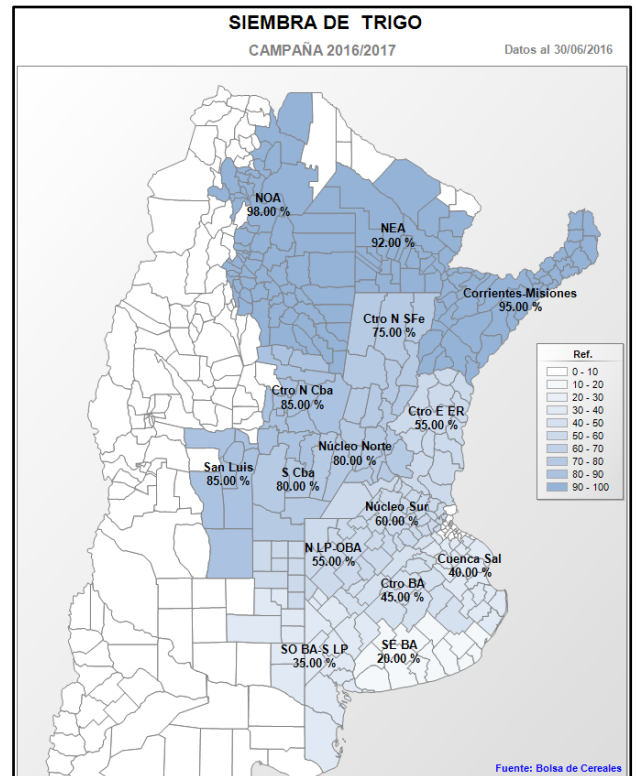 SIEMBRA DE TRIGO
CAMPAÑA 2016/2017
Datos al 30/06/2016
NOA
98.00 %
NEA
92.00 %
Corrientes-Misiones
95.00 %
Ctro N SFe
75.00 %
Ctro N Cba
85.00 %
Ctro E ER
55.00 %
San Luis
85.00 %
S Cba
80.00 %
Núcleo Norte
80.00 %
Núcleo Sur
60.00 %
N LP-OBA
55.00 %
Cuenca Sal
40.00 %
Ctro BA
45.00 %
SO BA-S LP
35.00 %
SE BA
20.00 %
Ref.
0 - 10
10 - 20
20 - 30
30 - 40
40 - 50
50 - 60
60 - 70
70 - 80
80 - 90
90 - 100
Fuente: Bolsa de Cereales